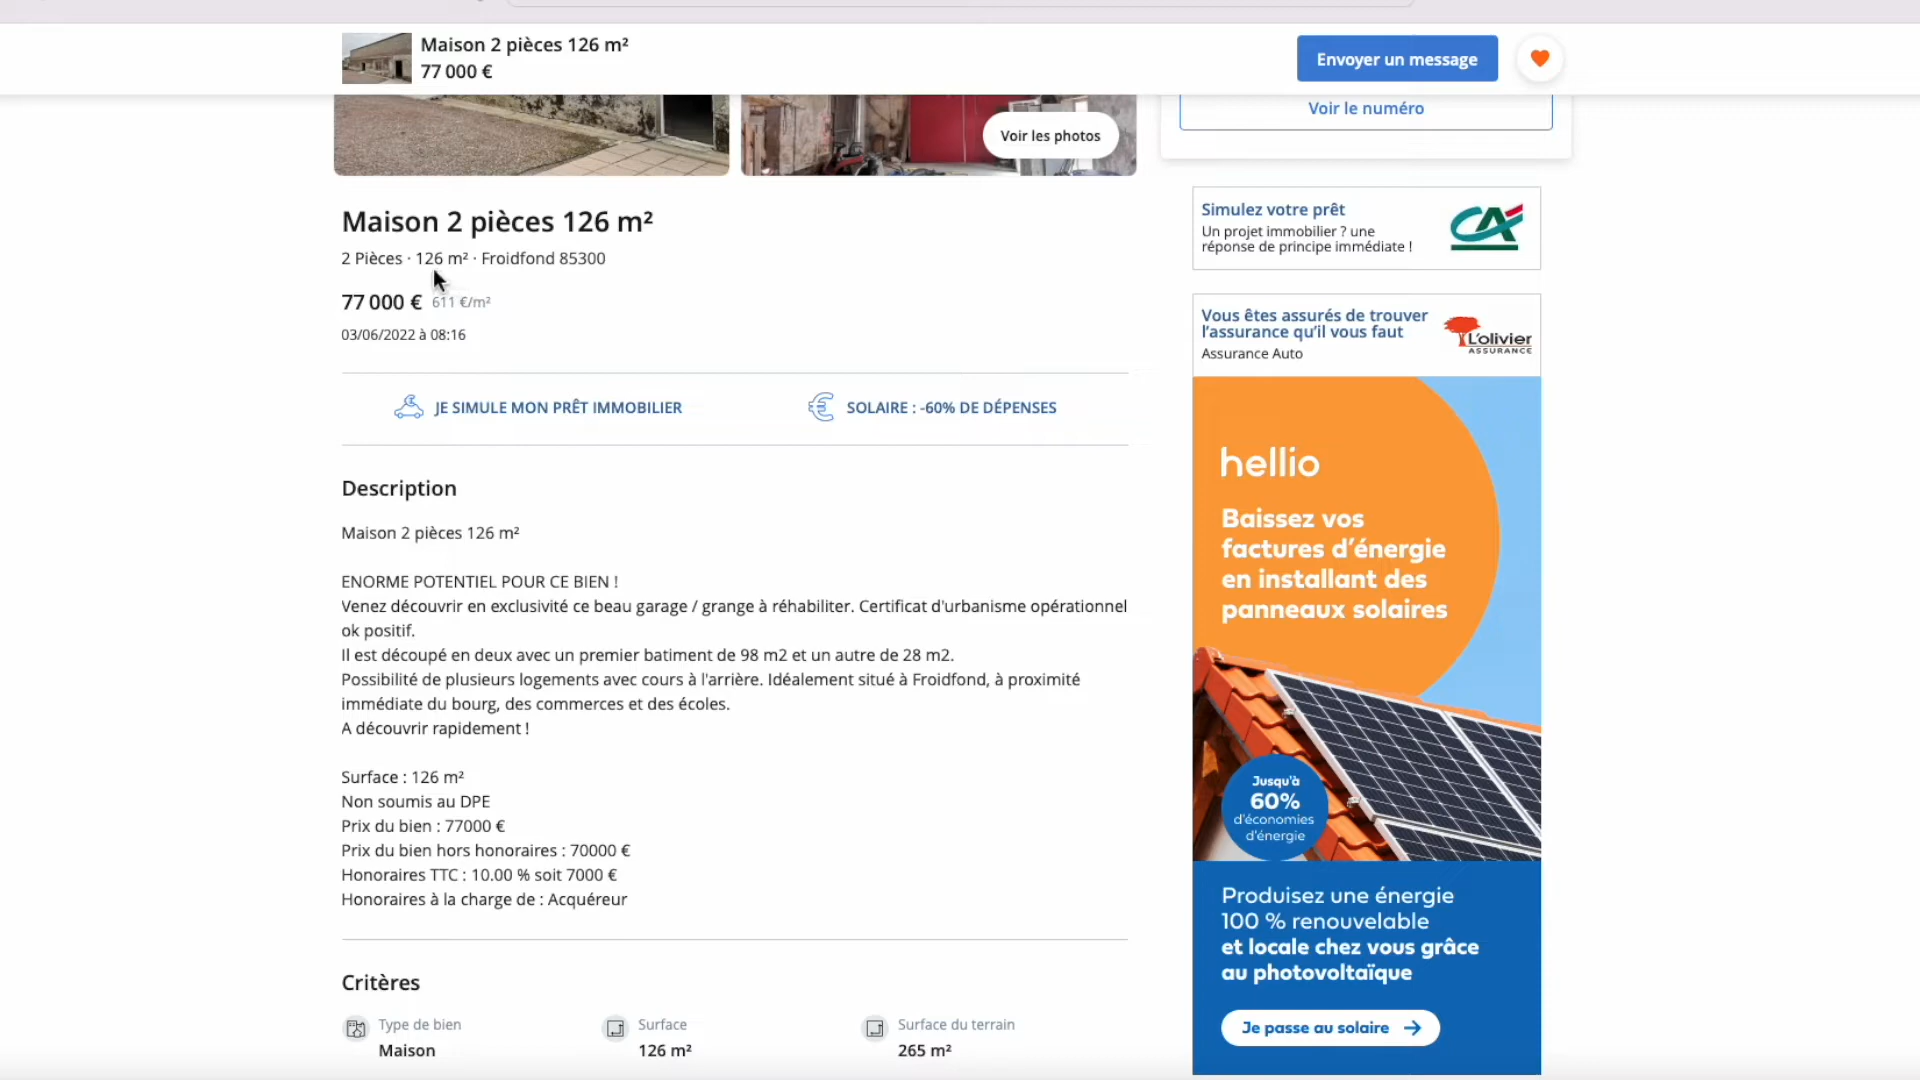 Maison 2 pièces 126 m²
77 000 €
Envoyer un message
Voir le numéro
Voir les photos
Maison 2 pièces 126 m²
2 Pièces · 126 m² · Froidfond 85300
77 000 € 611 €/m²
03/06/2022 à 08:16
JE SIMULE MON PRÊT IMMOBILIER
SOLAIRE : -60% DE DÉPENSES
Description
Maison 2 pièces 126 m²
ENORME POTENTIEL POUR CE BIEN !
Venez découvrir en exclusivité ce beau garage / grange à réhabiliter. Certificat d'urbanisme opérationnel
ok positif.
Il est découpé en deux avec un premier batiment de 98 m2 et un autre de 28 m2.
Possibilité de plusieurs logements avec cours à l'arrière. Idéalement situé à Froidfond, à proximité
immédiate du bourg, des commerces et des écoles.
A découvrir rapidement !
Surface : 126 m²
Non soumis au DPE
Prix du bien : 77000 €
Prix du bien hors honoraires : 70000 €
Honoraires TTC : 10.00 % soit 7000 €
Honoraires à la charge de : Acquéreur
Critères
Type de bien
Maison
Surface
126 m²
Surface du terrain
265 m²
Simulez votre prêt
Un projet immobilier ? une
réponse de principe immédiate !
CA
Vous êtes assurés de trouver
l'assurance qu'il vous faut
Assurance Auto
L'olivier
ASSURANCE
hellio
Baissez vos
factures d'énergie
en installant des
panneaux solaires
Jusqu'à
60%
d'économies
d'énergie
Produisez une énergie
100 % renouvelable
et locale chez vous grâce
au photovoltaïque
Je passe au solaire